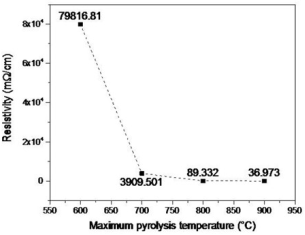 79816.81
8x10⁴
6x10⁴
4x10⁴
2x10⁴
0
3909.501
89.332
36.973
Resistivity (mΩ/cm)
550 600 650 700 750 800 850 900 950
Maximum pyrolysis temperature (°C)